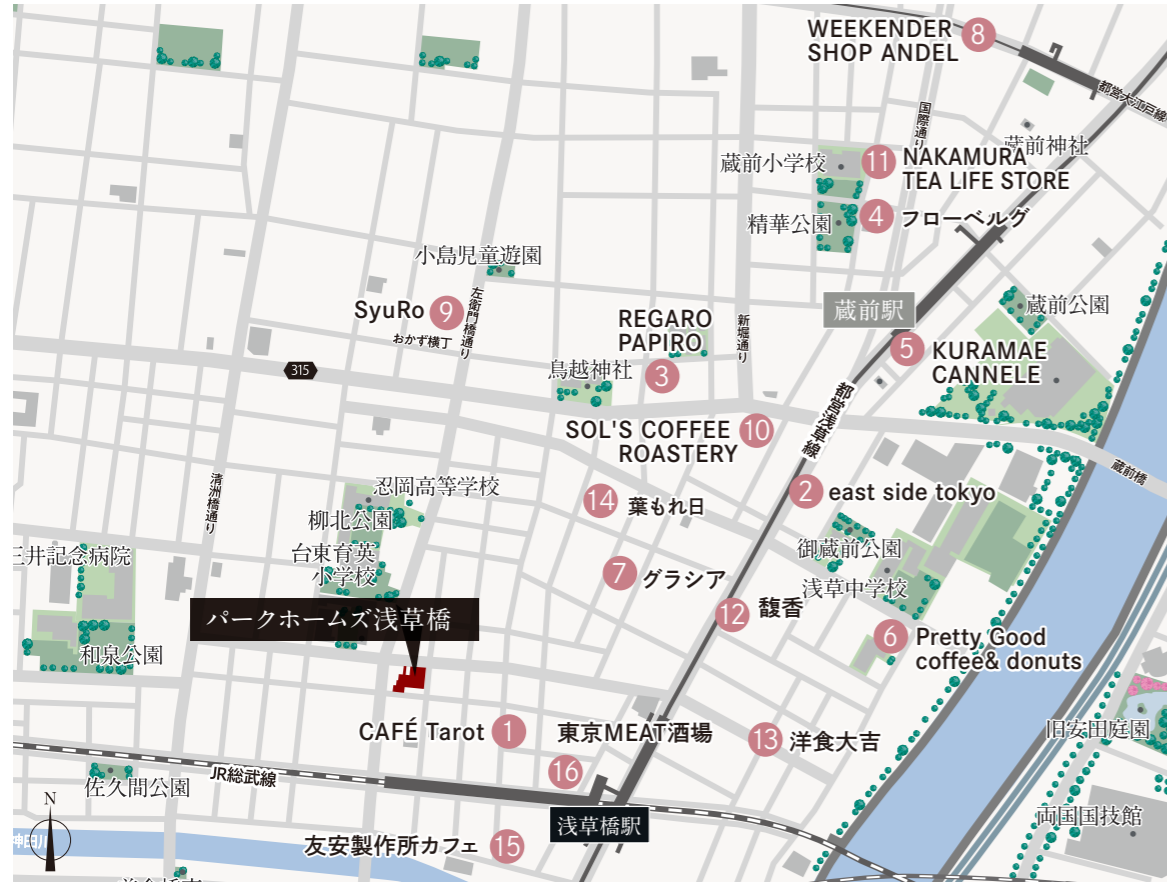 WEEKENDER
SHOP ANDEL
8
都営大江戸線
国際通り
蔵前神社
蔵前小学校
11
NAKAMURA
TEA LIFE STORE
精華公園
4
フローベルグ
小島児童遊園
SyuRo
9
左衛門橋通り
おかず横丁
REGARO
PAPIRO
3
新堀通り
蔵前駅
蔵前公園
5
KURAMAE
CANNELE
315
鳥越神社
都営浅草線
SOL'S COFFEE
ROASTERY
10
蔵前橋
清洲橋通り
忍岡高等学校
柳北公園
14
葉もれ日
2
east side tokyo
御蔵前公園
三井記念病院
台東育英
小学校
7
グラシア
浅草中学校
パークホームズ浅草橋
12
馥香
6
Pretty Good
coffee& donuts
和泉公園
CAFÉ Tarot
1
東京MEAT酒場
13
洋食大吉
旧安田庭園
16
JR総武線
佐久間公園
N
浅草橋駅
両国国技館
神田川
友安製作所カフェ
15